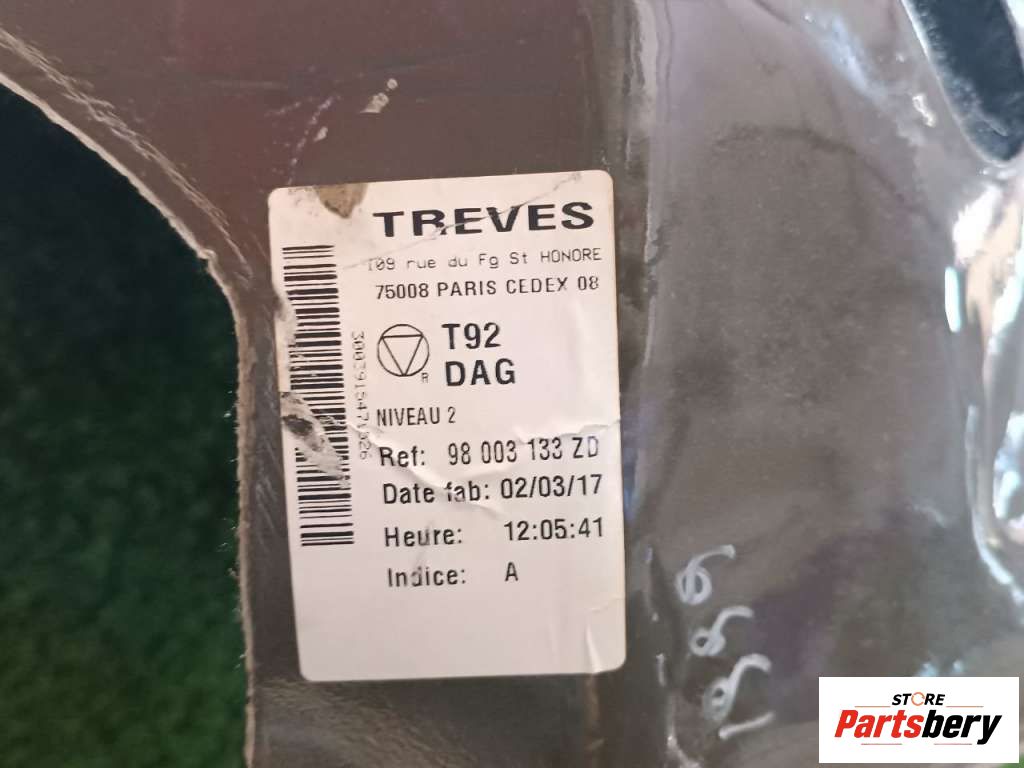 TREVES
109 rue du Fg St HONORE
75008 PARIS CEDEX 08
T92
R
DAG
NIVEAU 2
Ref: 98 003 133 ZD
Date fab: 02/03/17
Heure: 12:05:41
Indice: A
STORE
Partsbery